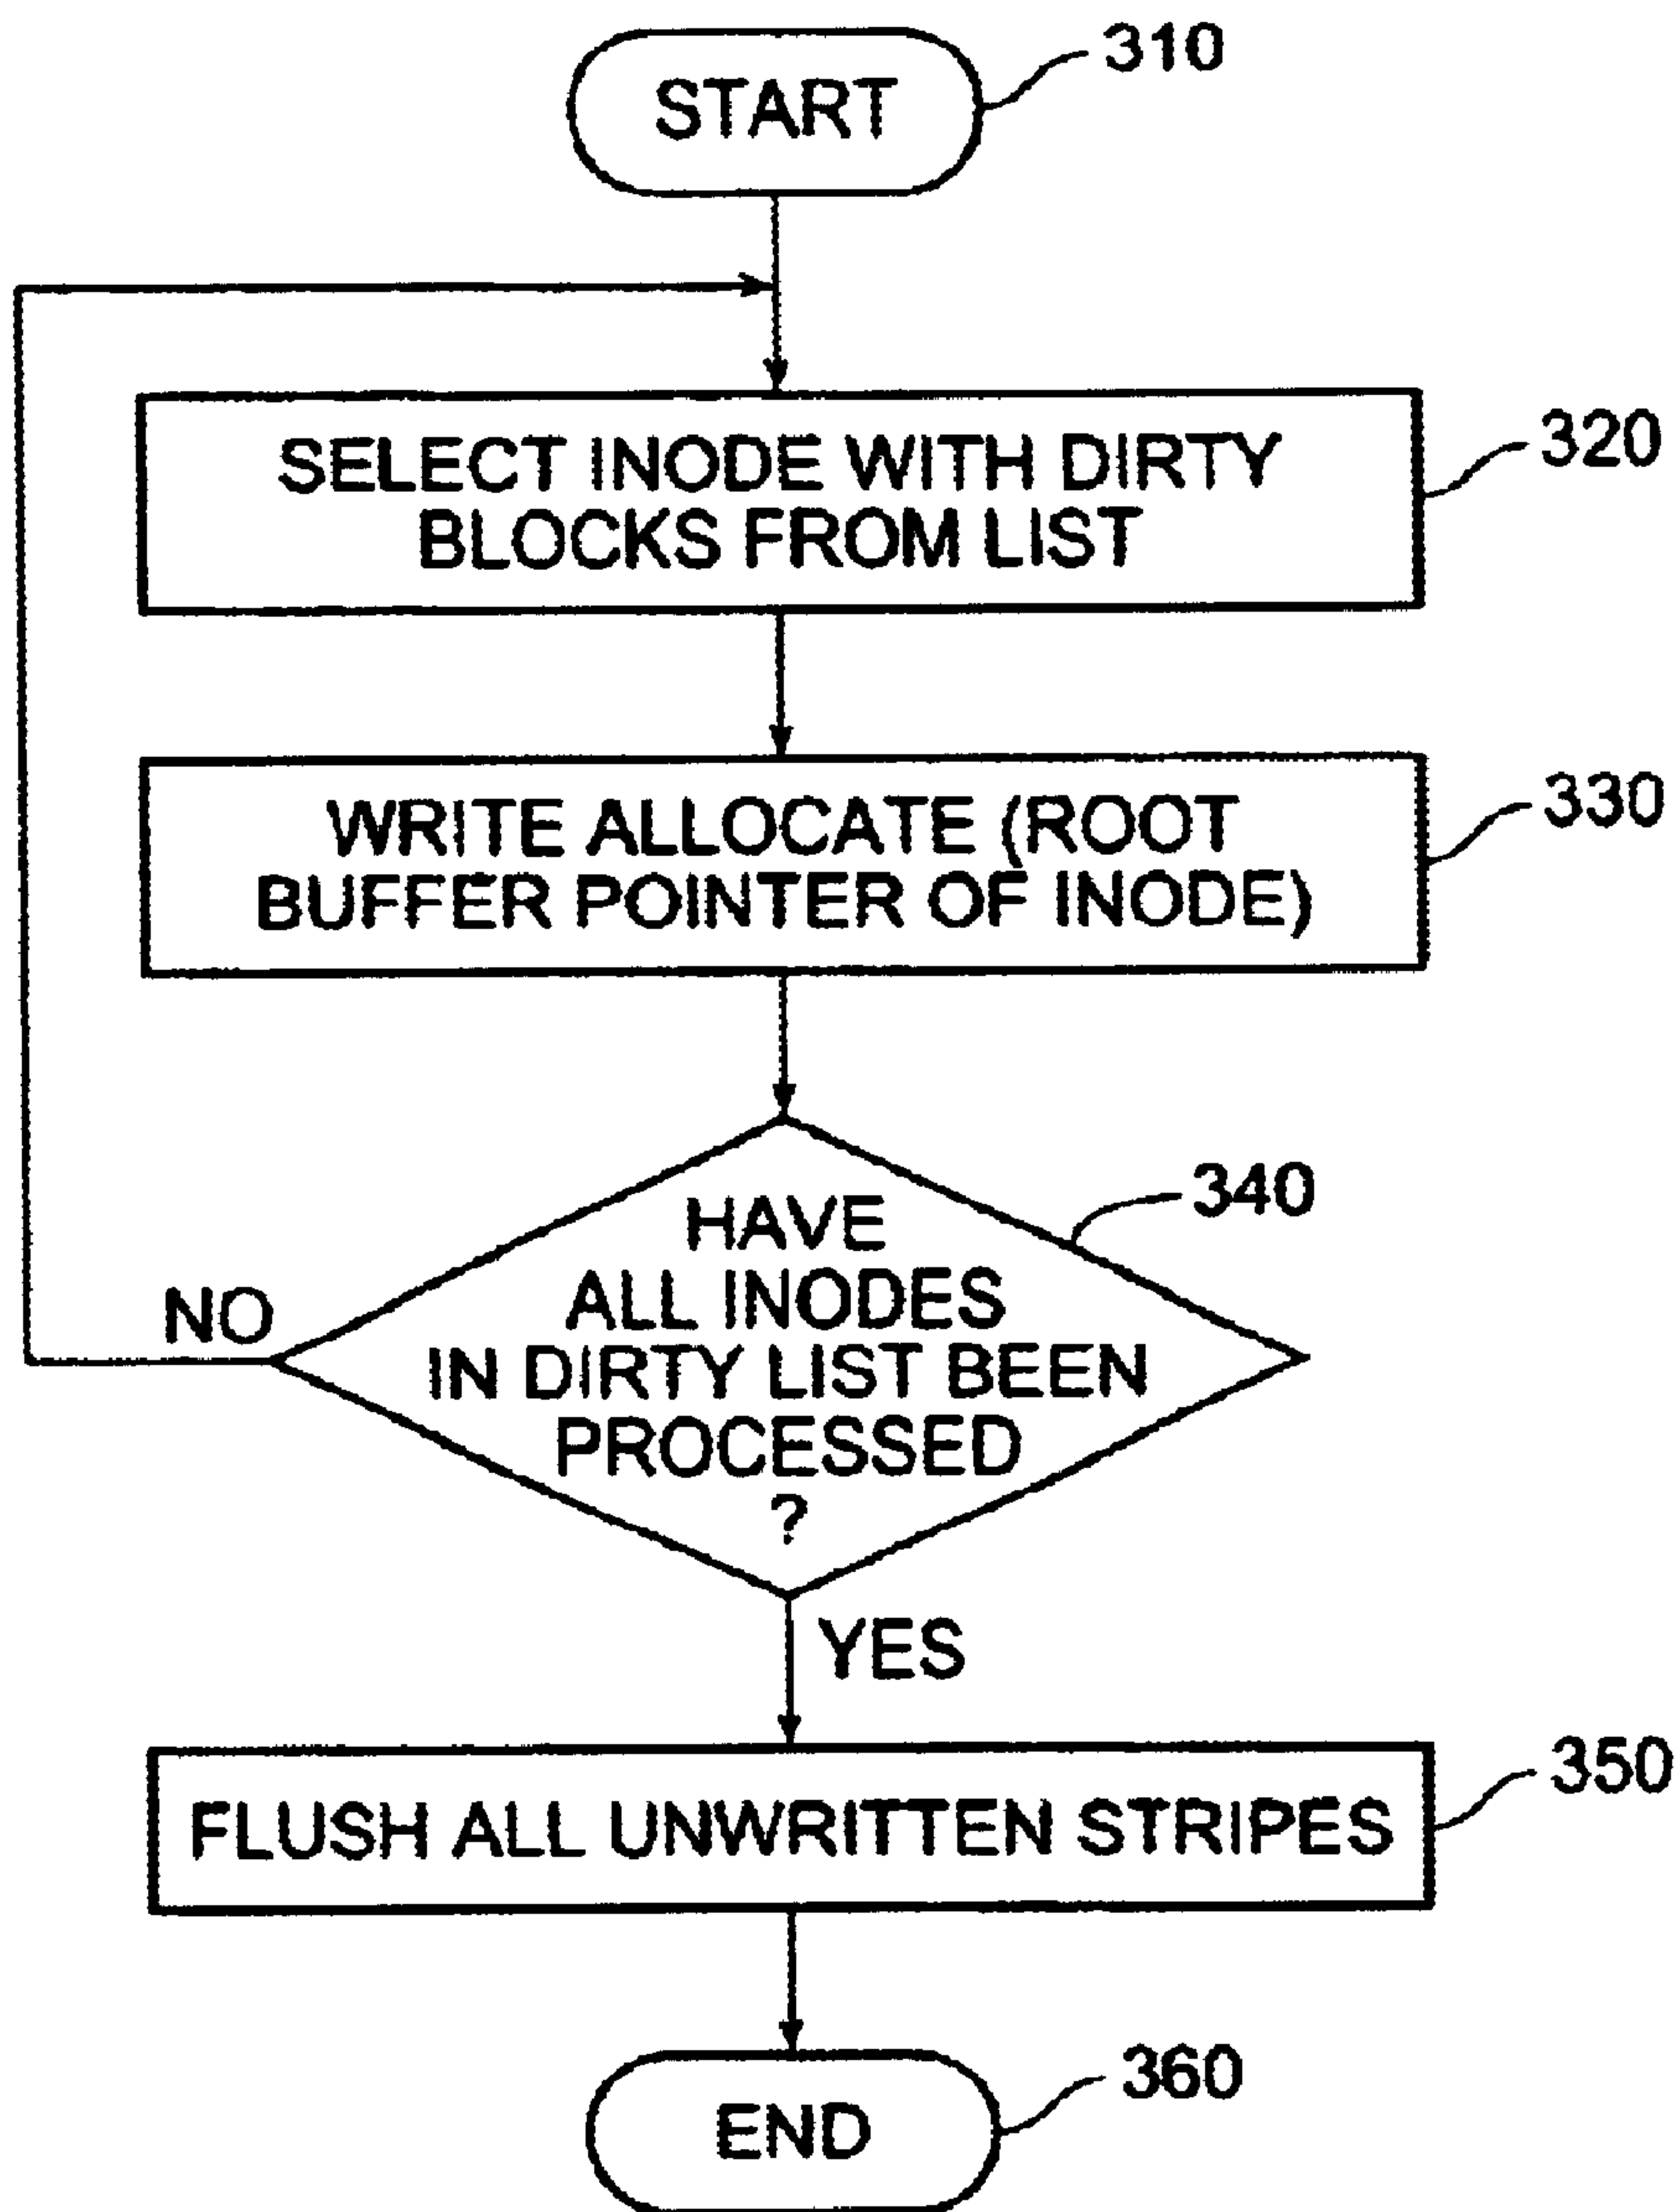 310
START
320
SELECT INODE WITH DIRTY
BLOCKS FROM LIST
330
WRITE ALLOCATE (ROOT
BUFFER POINTER OF INODE)
340
HAVE
ALL INODES
IN DIRTY LIST BEEN
PROCESSED
?
NO
YES
350
FLUSH ALL UNWRITTEN STRIPES
360
END